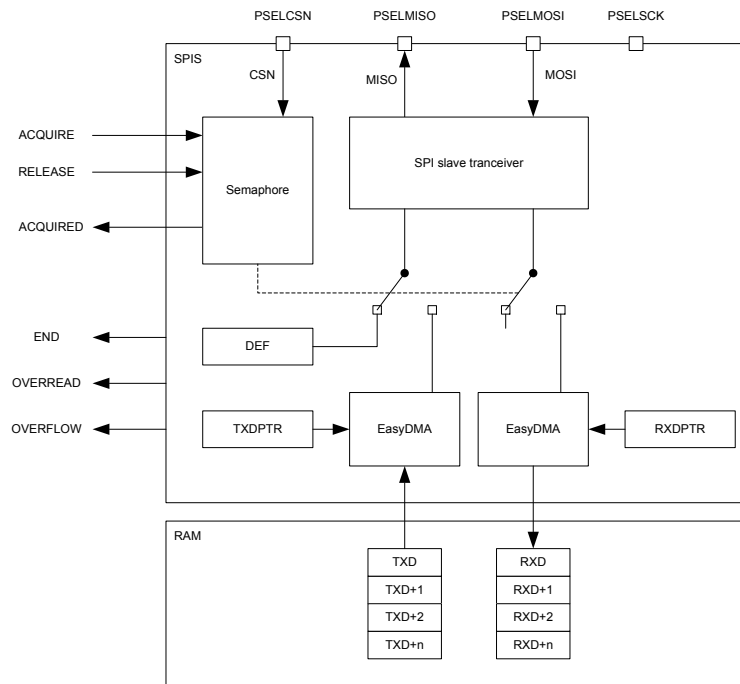 PSELCSN PSELMISO PSELMOSI PSELSCK
SPIS
CSN MISO MOSI
ACQUIRE
SPI slave tranceiver
RELEASE
Semaphore
ACQUIRED
END
DEF
OVERREAD
OVERFLOW
TXDPTR EasyDMA EasyDMA RXDPTR
RAM
TXD RXD
TXD+1 RXD+1
TXD+2 RXD+2
TXD+n RXD+n